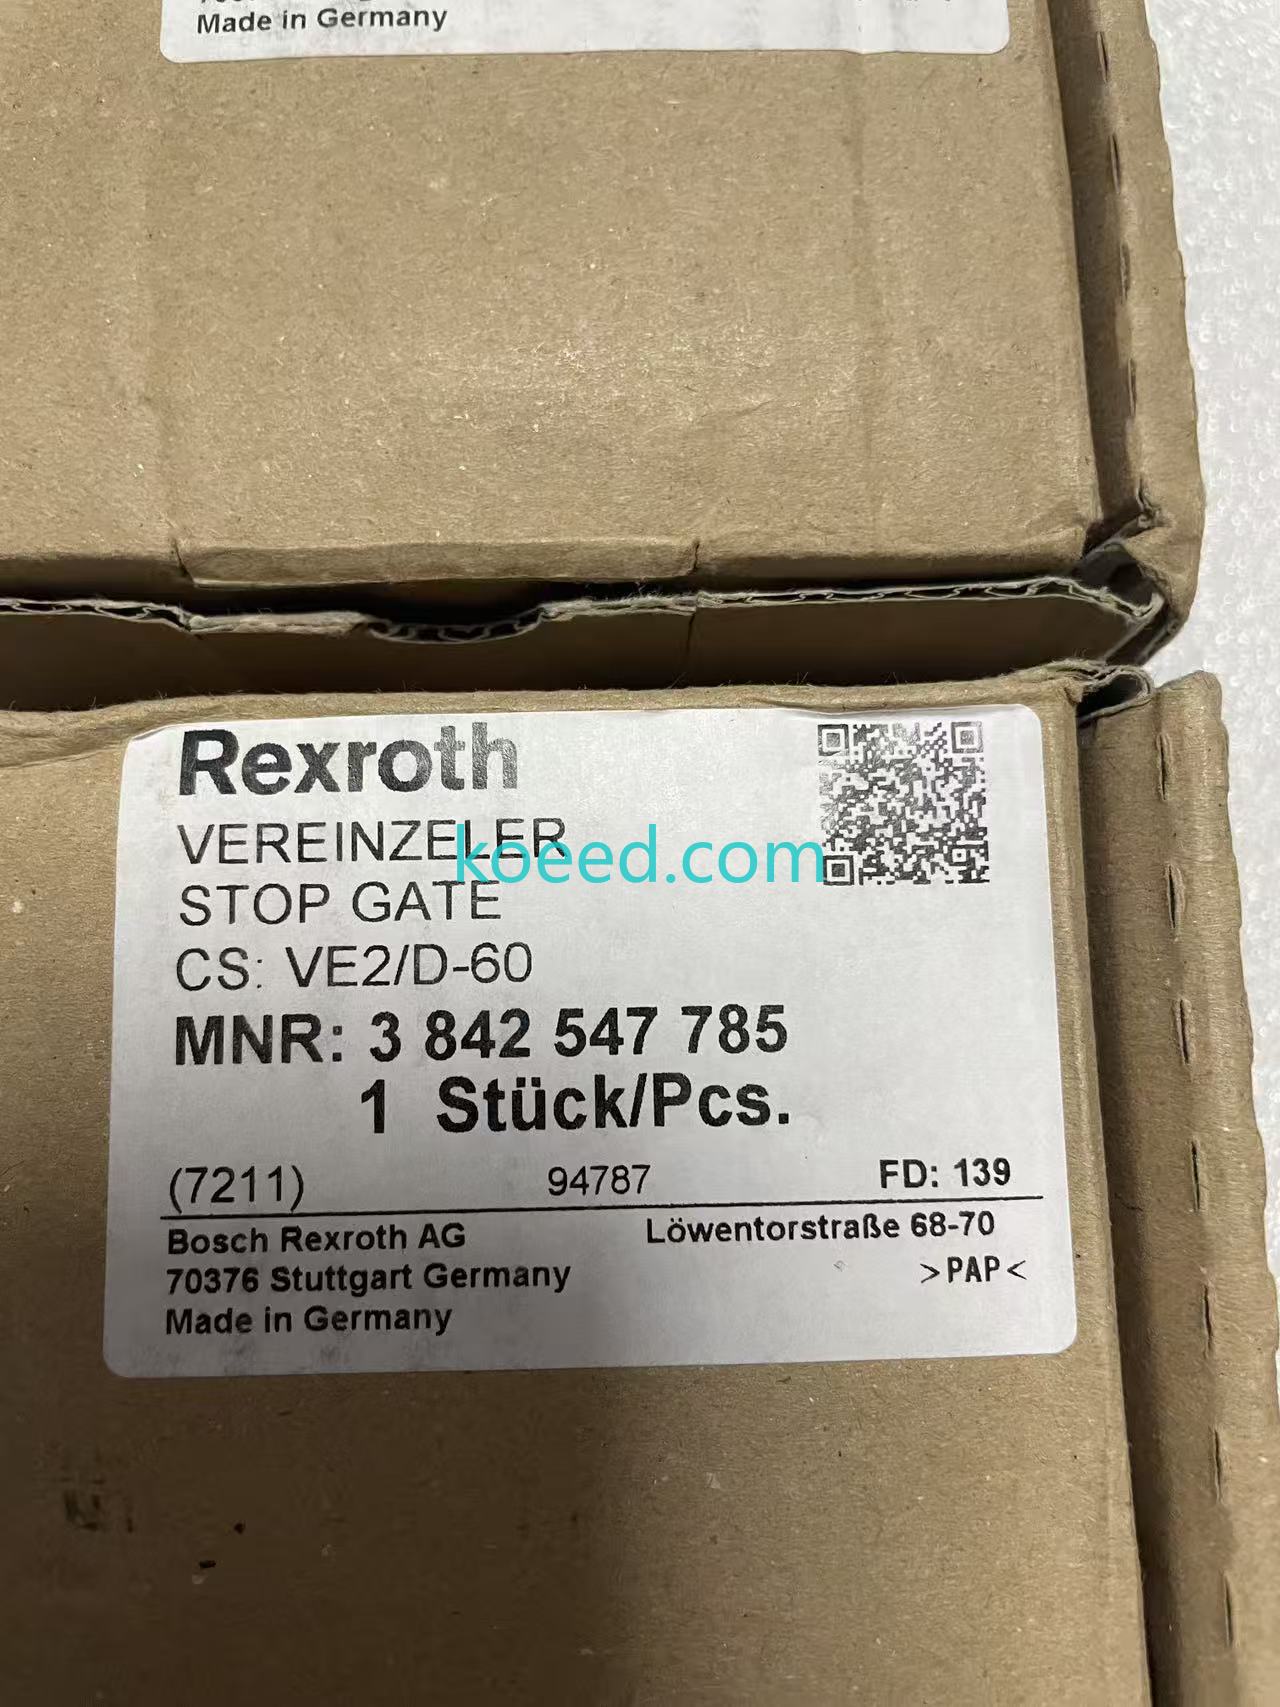 Made in Germany
Rexroth
VEREINZELER
koeed.com
STOP GATE
CS: VE2/D-60
MNR: 3 842 547 785
1 Stück/Pcs.
(7211) 94787 FD: 139
Bosch Rexroth AG Löwentorstraße 68-70
70376 Stuttgart Germany >PAP<
Made in Germany